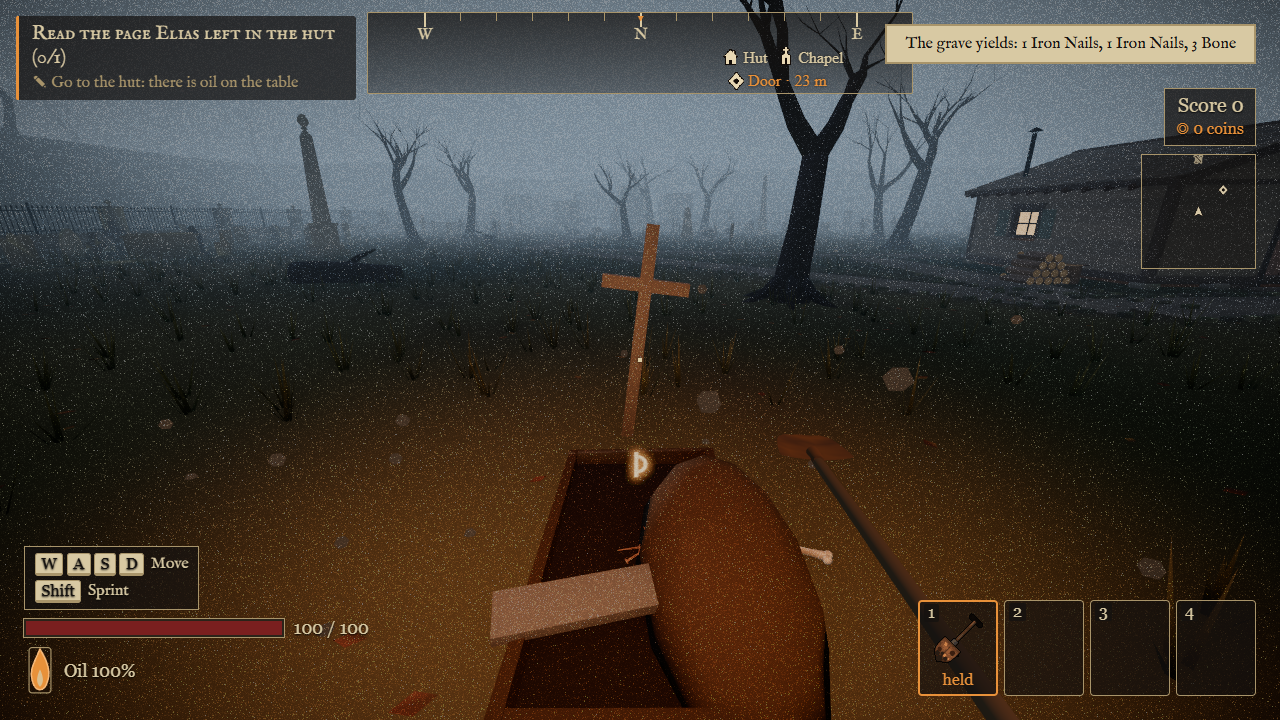 Read the page Elias left in the hut
(0/1)
Go to the hut: there is oil on the table
W N E
Hut Chapel
Door · 23 m
The grave yields: 1 Iron Nails, 1 Iron Nails, 3 Bone
Score 0
0 coins
Þ
W A S D Move
Shift Sprint
100 / 100
Oil 100%
1 2 3 4
held